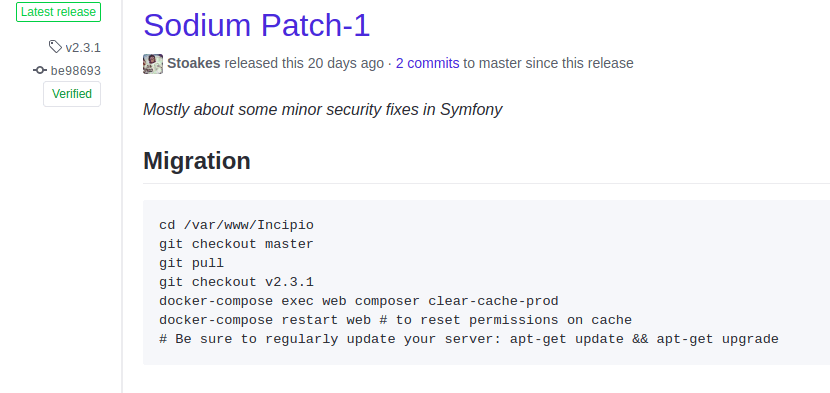 Latest release
v2.3.1
be98693
Verified
Sodium Patch-1
Stoakes released this 20 days ago · 2 commits to master since this release
Mostly about some minor security fixes in Symfony
Migration
cd /var/www/Incipio
git checkout master
git pull
git checkout v2.3.1
docker-compose exec web composer clear-cache-prod
docker-compose restart web # to reset permissions on cache
# Be sure to regularly update your server: apt-get update && apt-get upgrade